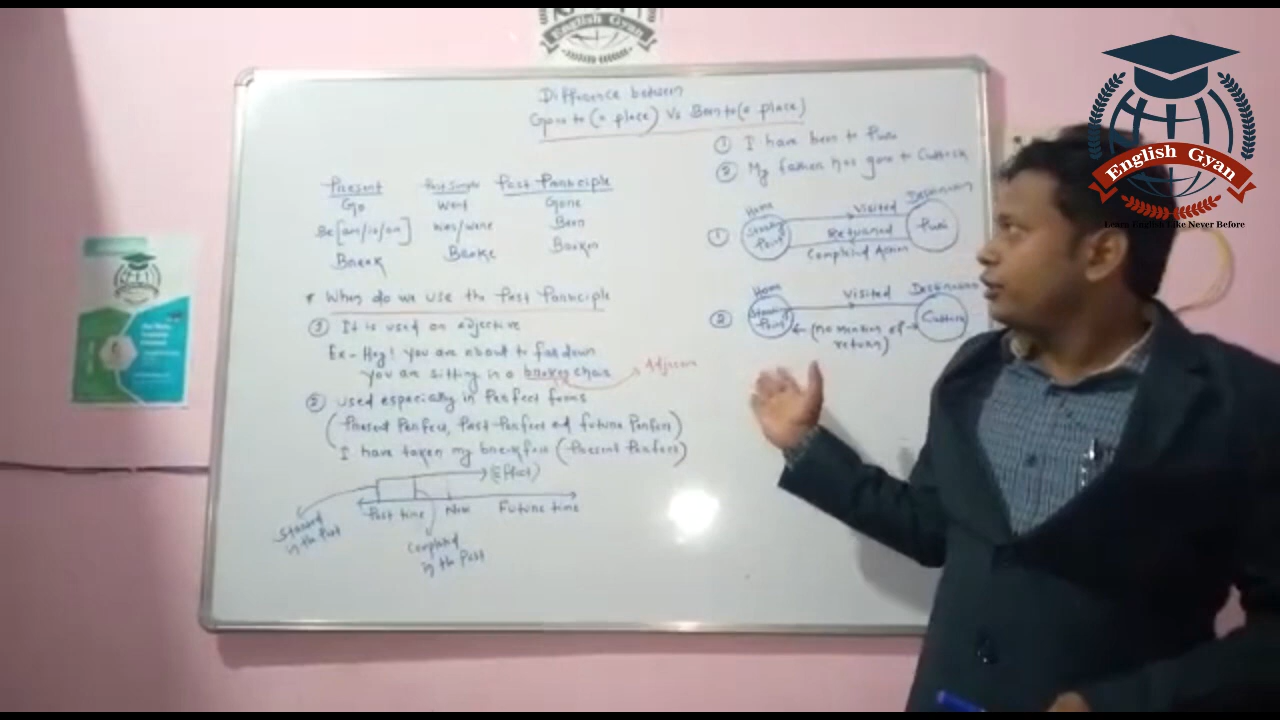 English Gyan
Difference between
Gone to (a place) Vs Been to (a place)
① I have been to Puri
② My father has gone to Cuttack
Present Past Simple Past Participle
Go went Gone
Be [am/is/are] was/were Been
Break Broke Broken
* When do we use the Past Participle
① It is used as adjective
Ex- Hey! you are about to fall down
you are sitting in a broken chair
Adjective
② used especially in Perfect forms
(Present Perfect, Past Perfect and future Perfect)
I have taken my breakfast (Present Perfect)
(Effect)
Past time Now Future time
Started
in the Past
Completed
in the Past
① Home Starting Point Visited Destination Puri
Returned
Completed Action
② Home Starting Point Visited Destination Cuttack
(no mention of
return)
English Gyan
Learn English Like Never Before